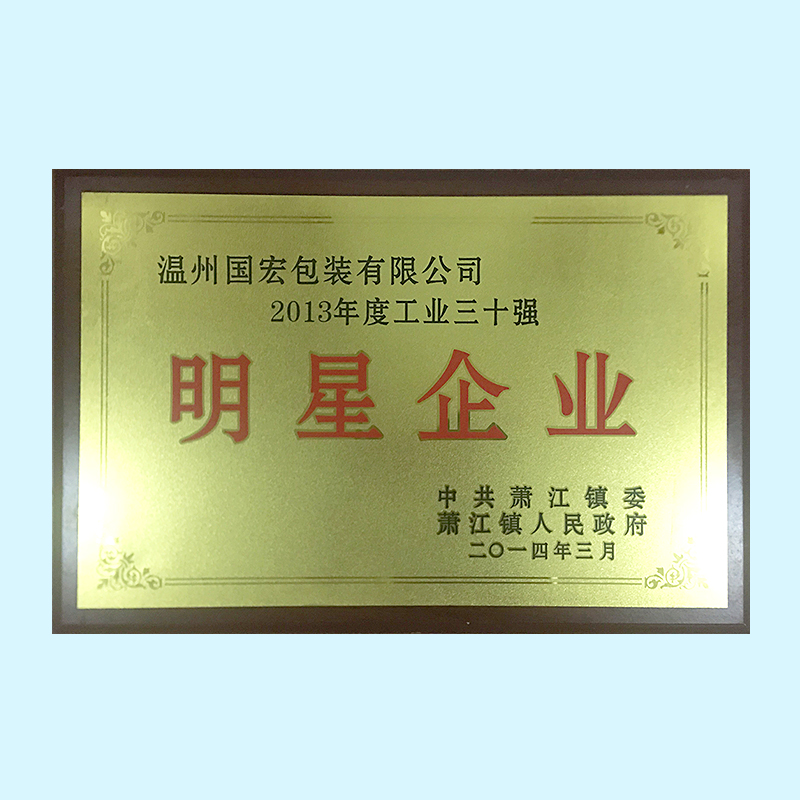 温州国宏包装有限公司
2013年度工业三十强
明星企业
中共萧江镇委
萧江镇人民政府
二〇一四年三月